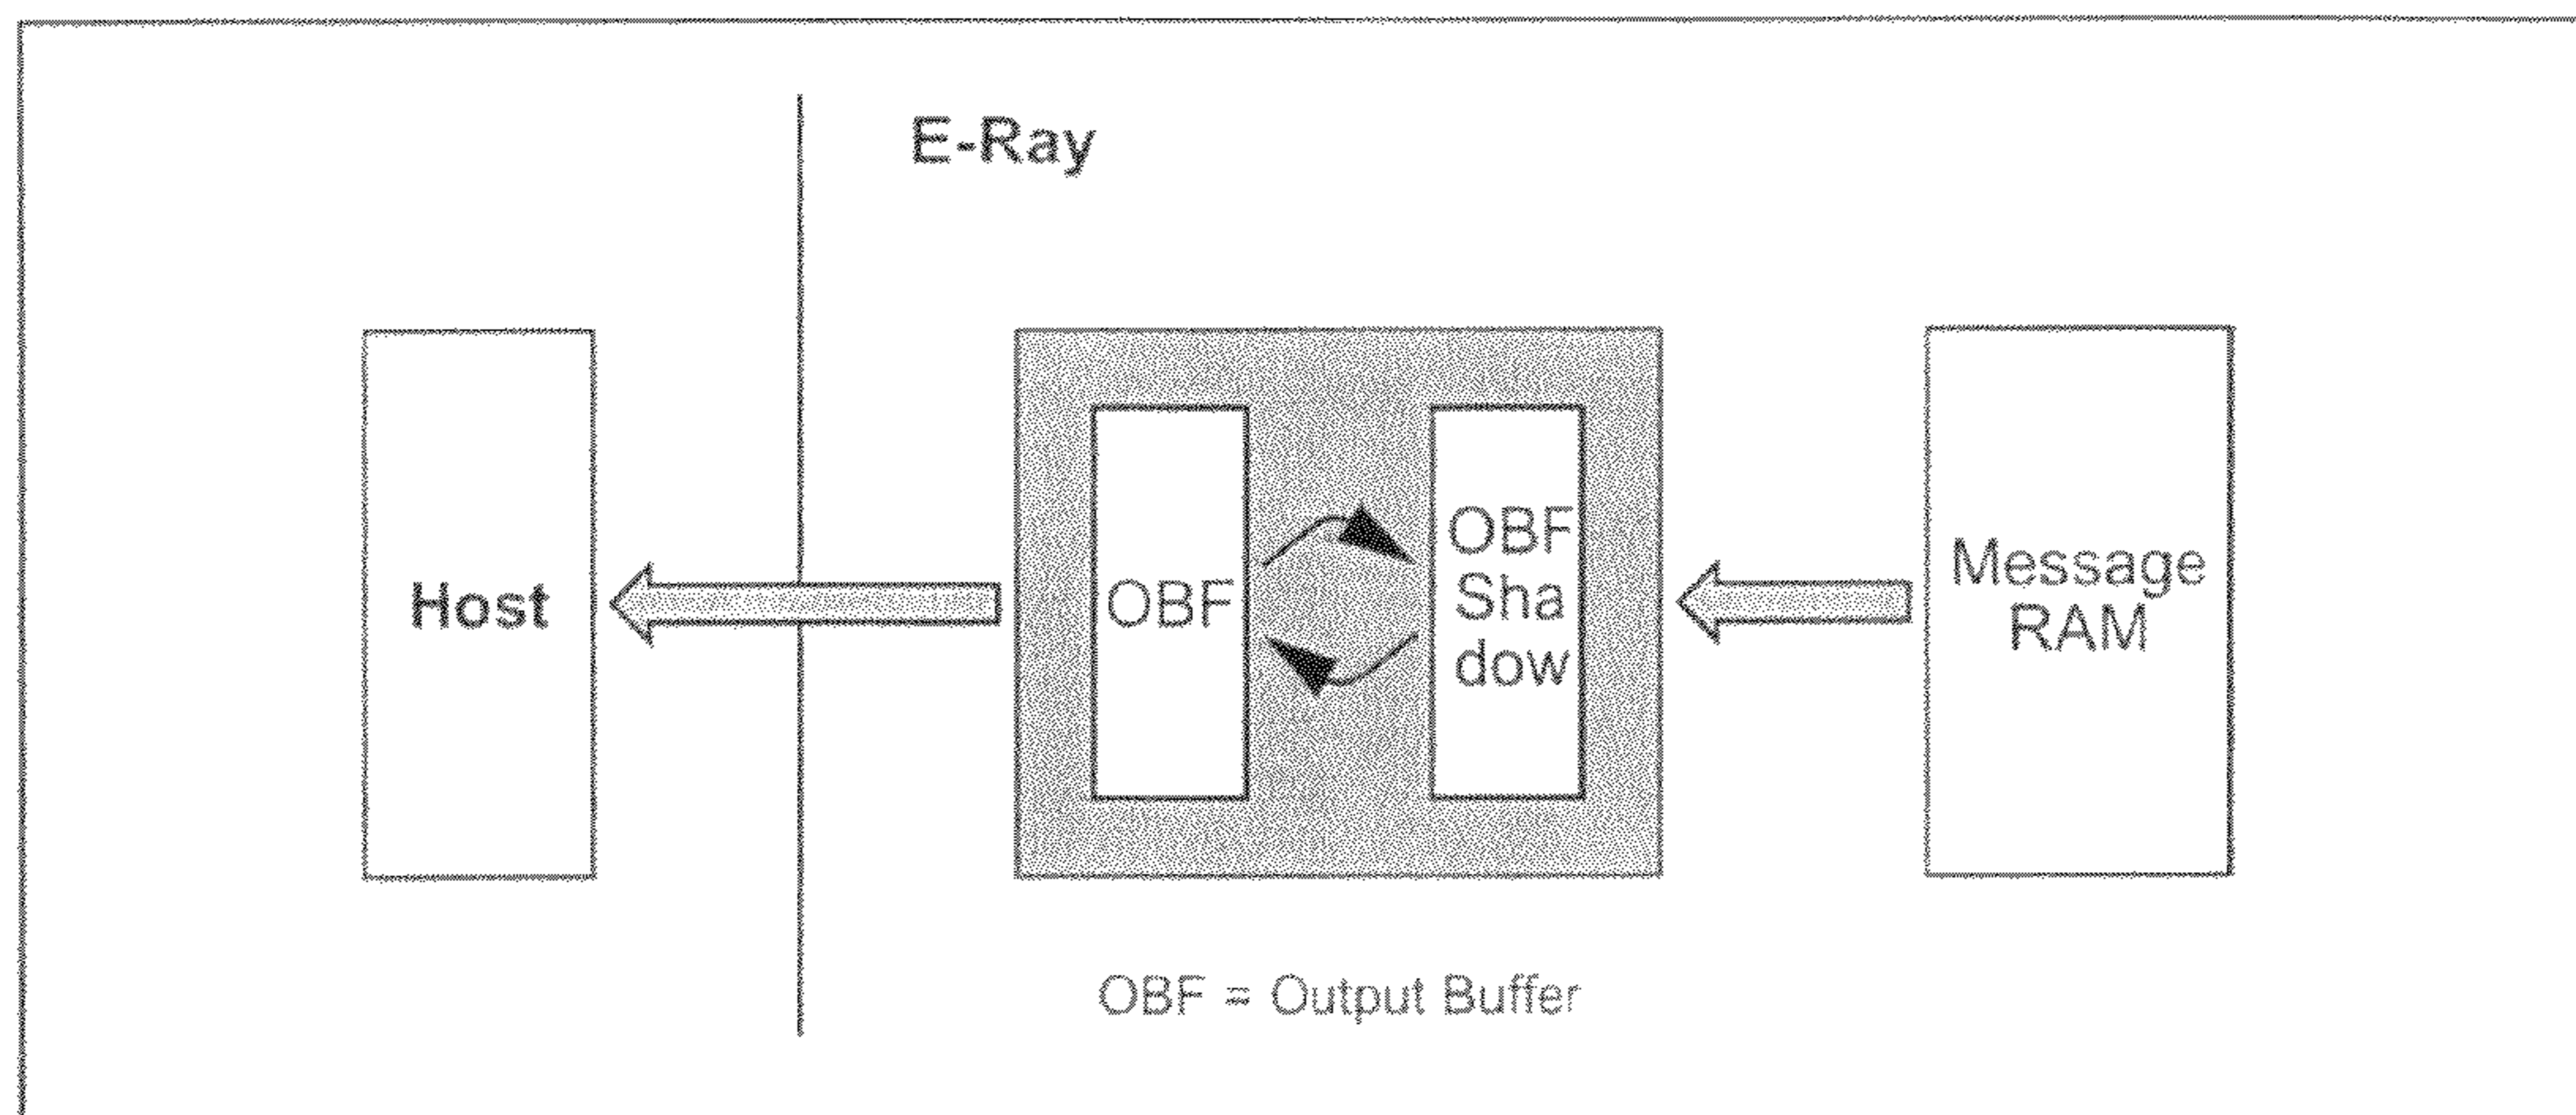 E-Ray
Host
OBF
OBF
Sha
dow
Message
RAM
OBF = Output Buffer